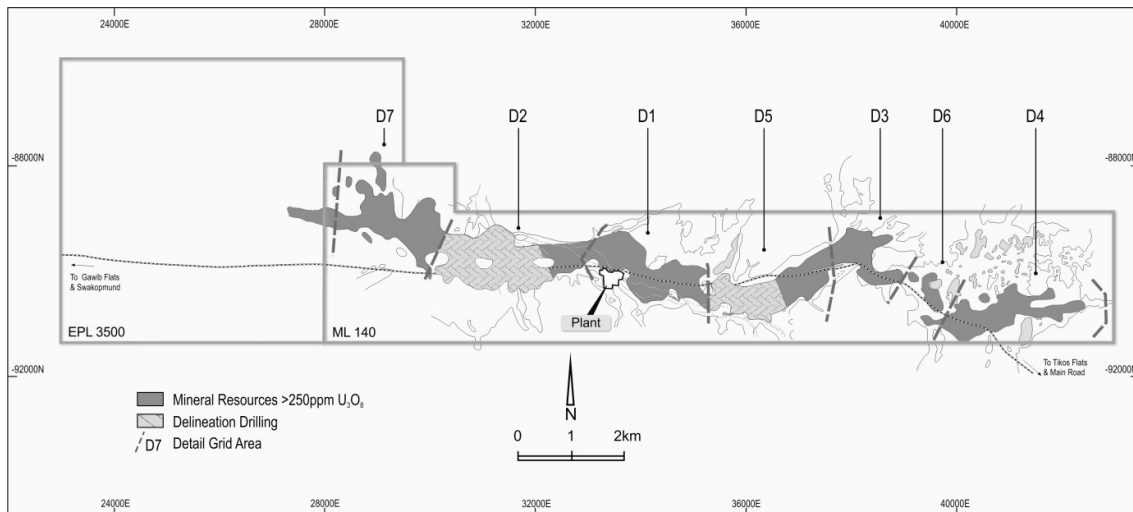 24000E 28000E 32000E 36000E 40000E
D7 D2 D1 D5 D3 D6 D4
-88000N -88000N
To Gawib Flats
& Swakopmund
Plant
EPL 3500 ML 140
To Tikos Flats
& Main Road
-92000N -92000N
Mineral Resources >250ppm U₃O₈
Delineation Drilling
D7 Detail Grid Area
N
0 1 2km
24000E 28000E 32000E 36000E 40000E